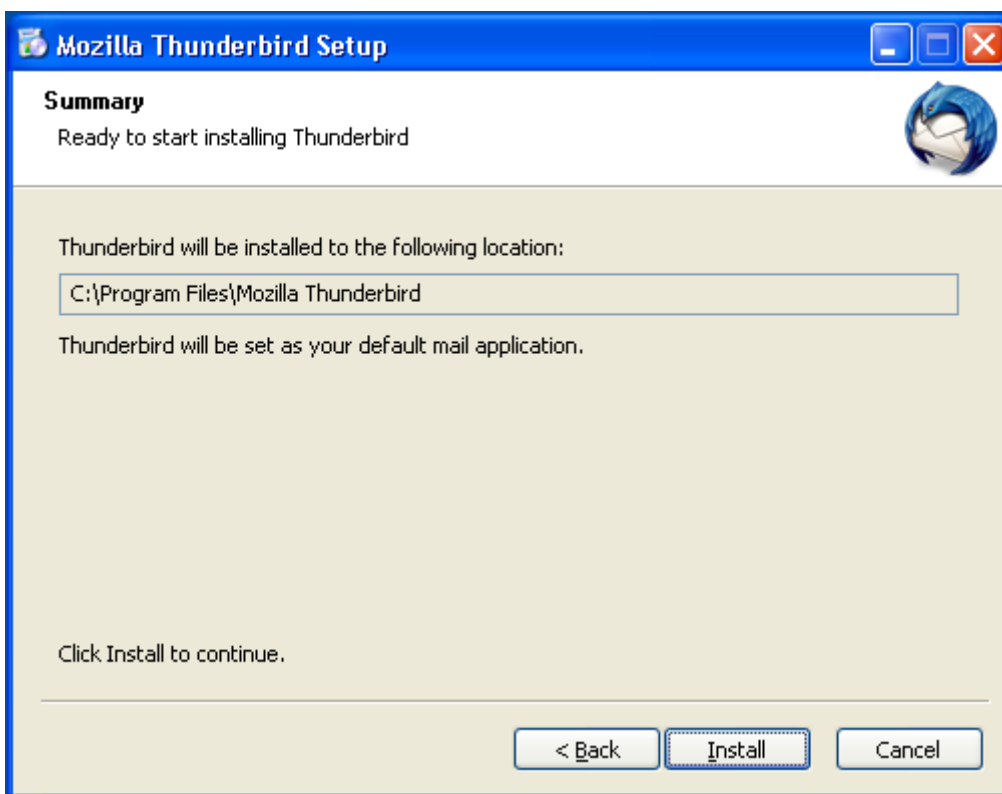 Mozilla Thunderbird Setup
Summary
Ready to start installing Thunderbird
Thunderbird will be installed to the following location:
C:\Program Files\Mozilla Thunderbird
Thunderbird will be set as your default mail application.
Click Install to continue.
< Back Install Cancel